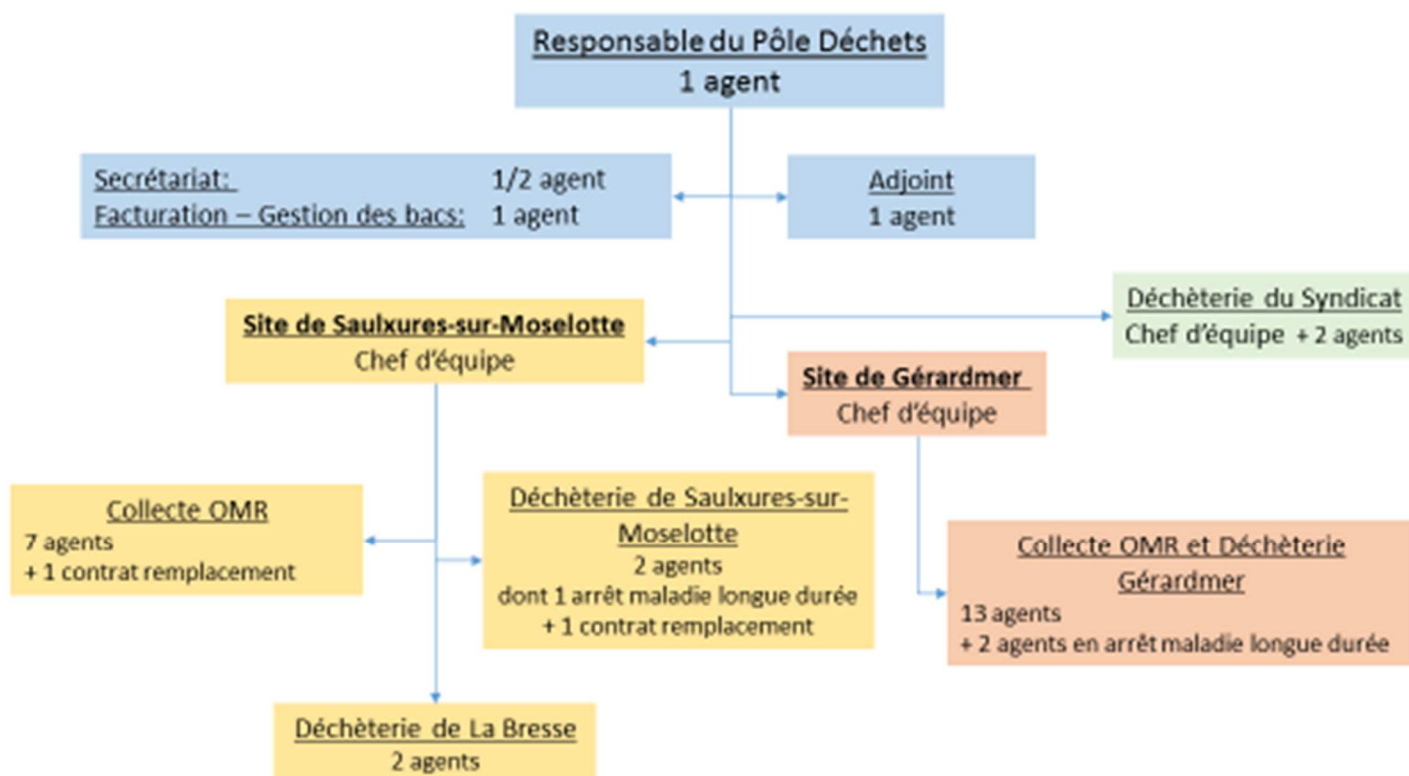 Responsable du Pôle Déchets
1 agent
Secrétariat: 1/2 agent
Facturation – Gestion des bacs: 1 agent
Adjoint
1 agent
Déchèterie du Syndicat
Chef d'équipe + 2 agents
Site de Saulxures-sur-Moselotte
Chef d'équipe
Site de Gérardmer
Chef d'équipe
Collecte OMR
7 agents
+ 1 contrat remplacement
Déchèterie de Saulxures-sur-
Moselotte
2 agents
dont 1 arrêt maladie longue durée
+ 1 contrat remplacement
Collecte OMR et Déchèterie
Gérardmer
13 agents
+ 2 agents en arrêt maladie longue durée
Déchèterie de La Bresse
2 agents